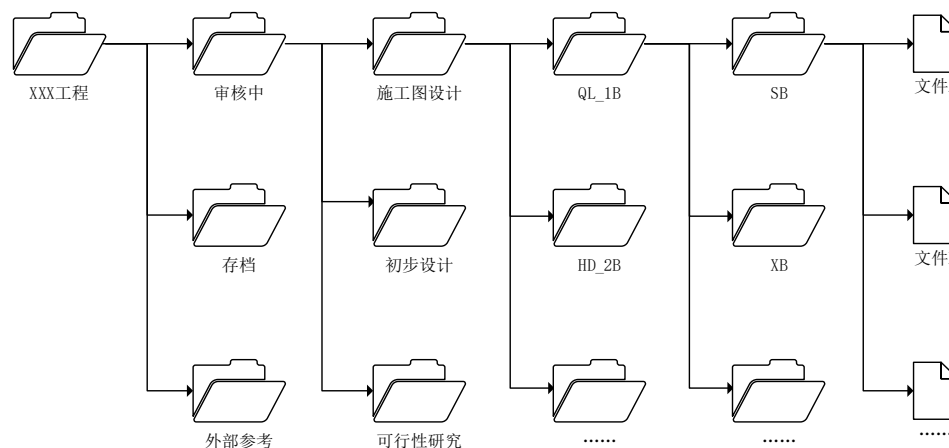 XXX工程
审核中
施工图设计
QL_1B
SB
文件
存档
初步设计
HD_2B
XB
文件
外部参考
可行性研究
……
……
……